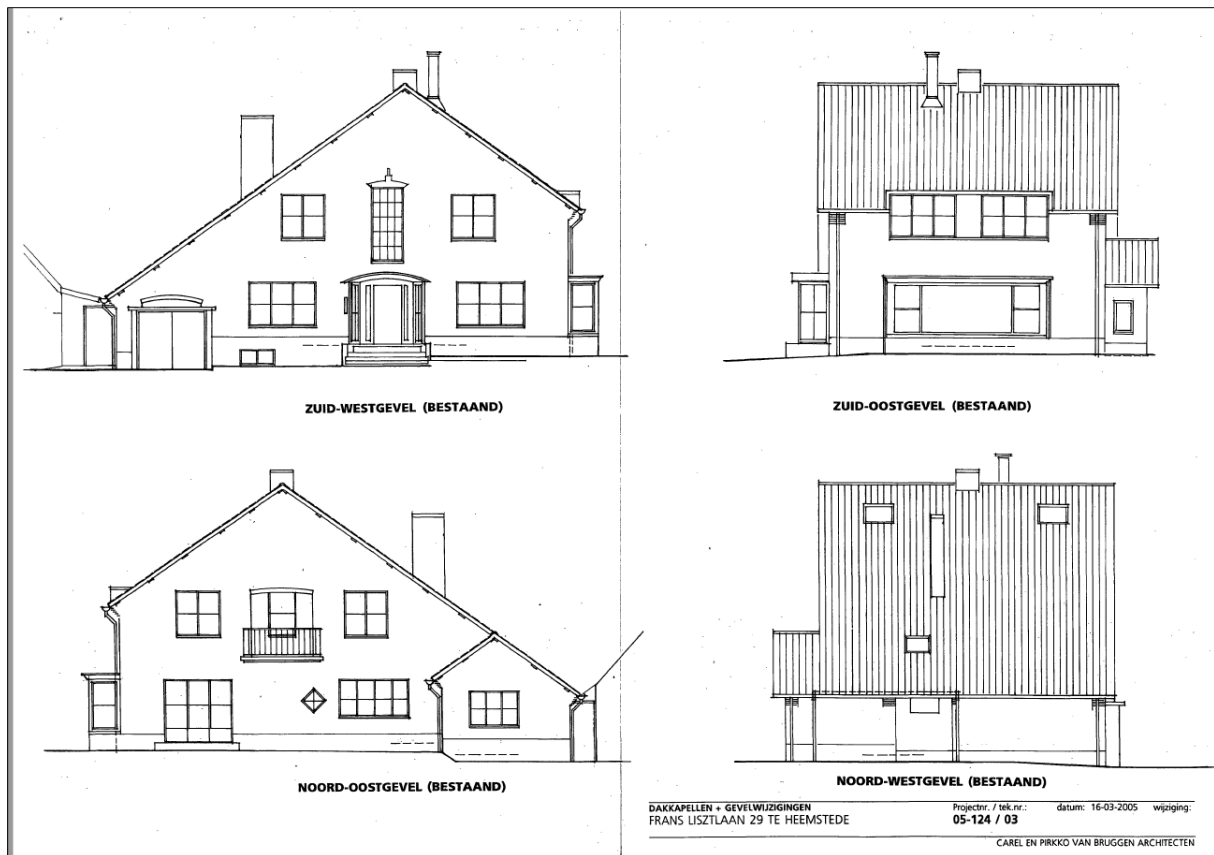 ZUID-WESTGEVEL (BESTAAND)
ZUID-OOSTGEVEL (BESTAAND)
NOORD-OOSTGEVEL (BESTAAND)
NOORD-WESTGEVEL (BESTAAND)
DAKKAPELLEN + GEVELWIJZIGINGEN
FRANS LISZTLAAN 29 TE HEEMSTEDE
Projectnr. / tek.nr.: datum: 16-03-2005 wijziging:
05-124 / 03
CAREL EN PIRKKO VAN BRUGGEN ARCHITECTEN